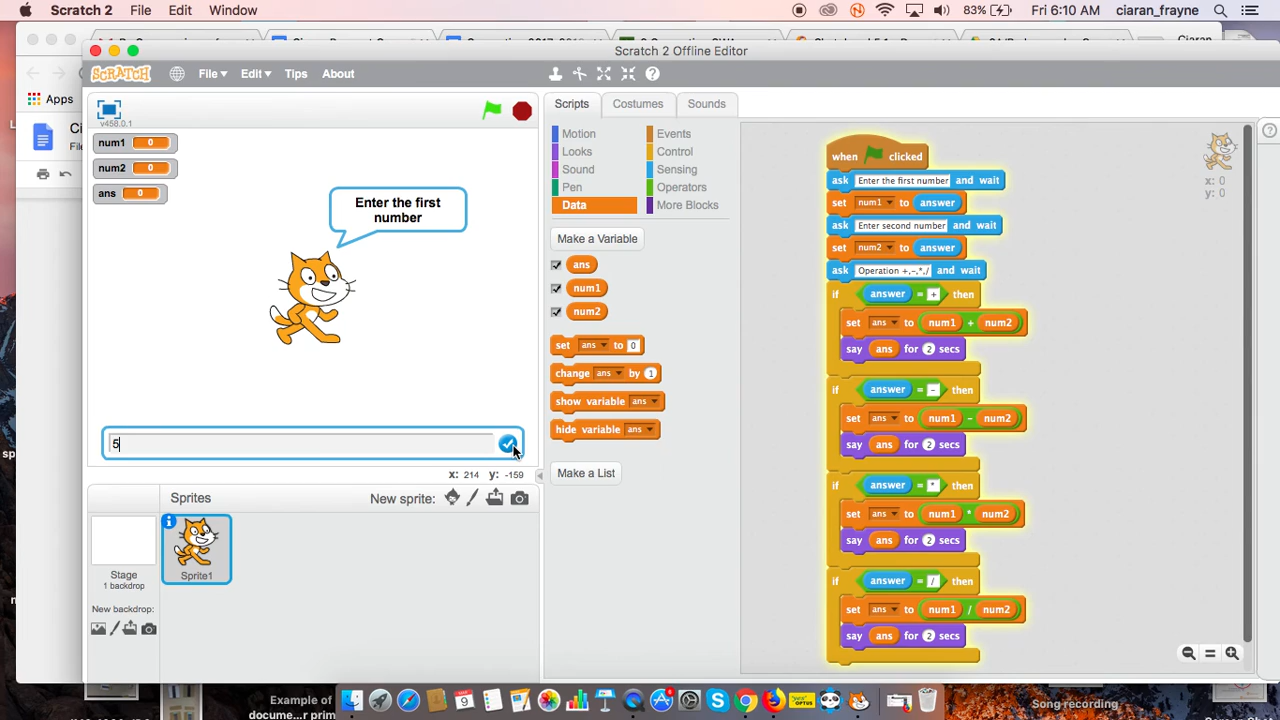 Scratch 2 File Edit Window 83% Fri 6:10 AM ciaran_frayne
Scratch 2 Offline Editor
Ciaran
SCRATCH File Edit Tips About
Apps
v458.0.1
num1 0
num2 0
ans 0
Enter the first
number
5
x: 214 y: -159
Sprites New sprite:
Stage
1 backdrop
New backdrop:
Sprite1
Scripts Costumes Sounds
Motion Events
Looks Control
Sound Sensing
Pen Operators
Data More Blocks
Make a Variable
ans
num1
num2
set ans to 0
change ans by 1
show variable ans
hide variable ans
Make a List
when clicked
ask Enter the first number and wait
set num1 to answer
ask Enter second number and wait
set num2 to answer
ask Operation +,-,*,/ and wait
if answer = + then
set ans to num1 + num2
say ans for 2 secs
if answer = - then
set ans to num1 - num2
say ans for 2 secs
if answer = * then
set ans to num1 * num2
say ans for 2 secs
if answer = / then
set ans to num1 / num2
say ans for 2 secs
x: 0
y: 0
Example of
Song recording